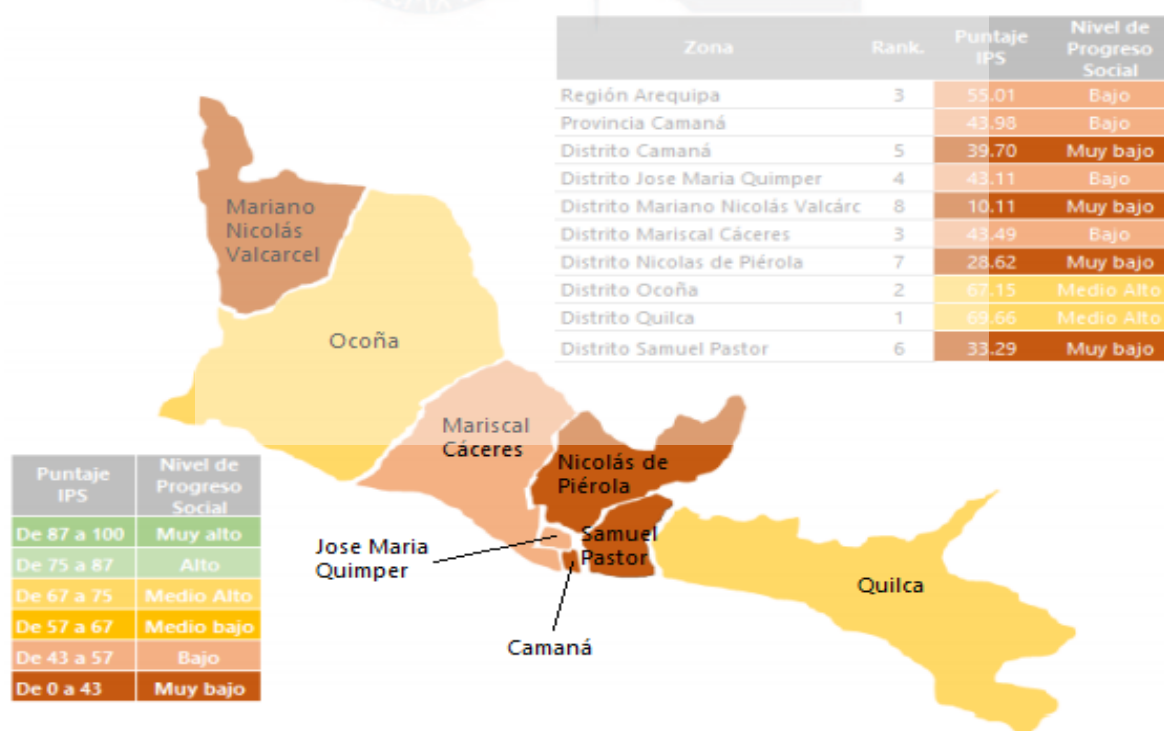 Zona Rank. Puntaje IPS Nivel de Progreso Social
Región Arequipa 3 55.01 Bajo
Provincia Camaná 43.98 Bajo
Distrito Camaná 5 39.70 Muy bajo
Distrito Jose Maria Quimper 4 43.11 Bajo
Distrito Mariano Nicolás Valcárc 8 10.11 Muy bajo
Distrito Mariscal Cáceres 3 43.49 Bajo
Distrito Nicolas de Piérola 7 28.62 Muy bajo
Distrito Ocoña 2 67.15 Medio Alto
Distrito Quilca 1 69.66 Medio Alto
Distrito Samuel Pastor 6 33.29 Muy bajo
Mariano
Nicolás
Valcarcel
Ocoña
Mariscal
Cáceres
Nicolás de
Piérola
Samuel
Pastor
Jose Maria
Quimper
Camaná
Quilca
Puntaje IPS Nivel de Progreso Social
De 87 a 100 Muy alto
De 75 a 87 Alto
De 67 a 75 Medio Alto
De 57 a 67 Medio bajo
De 43 a 57 Bajo
De 0 a 43 Muy bajo